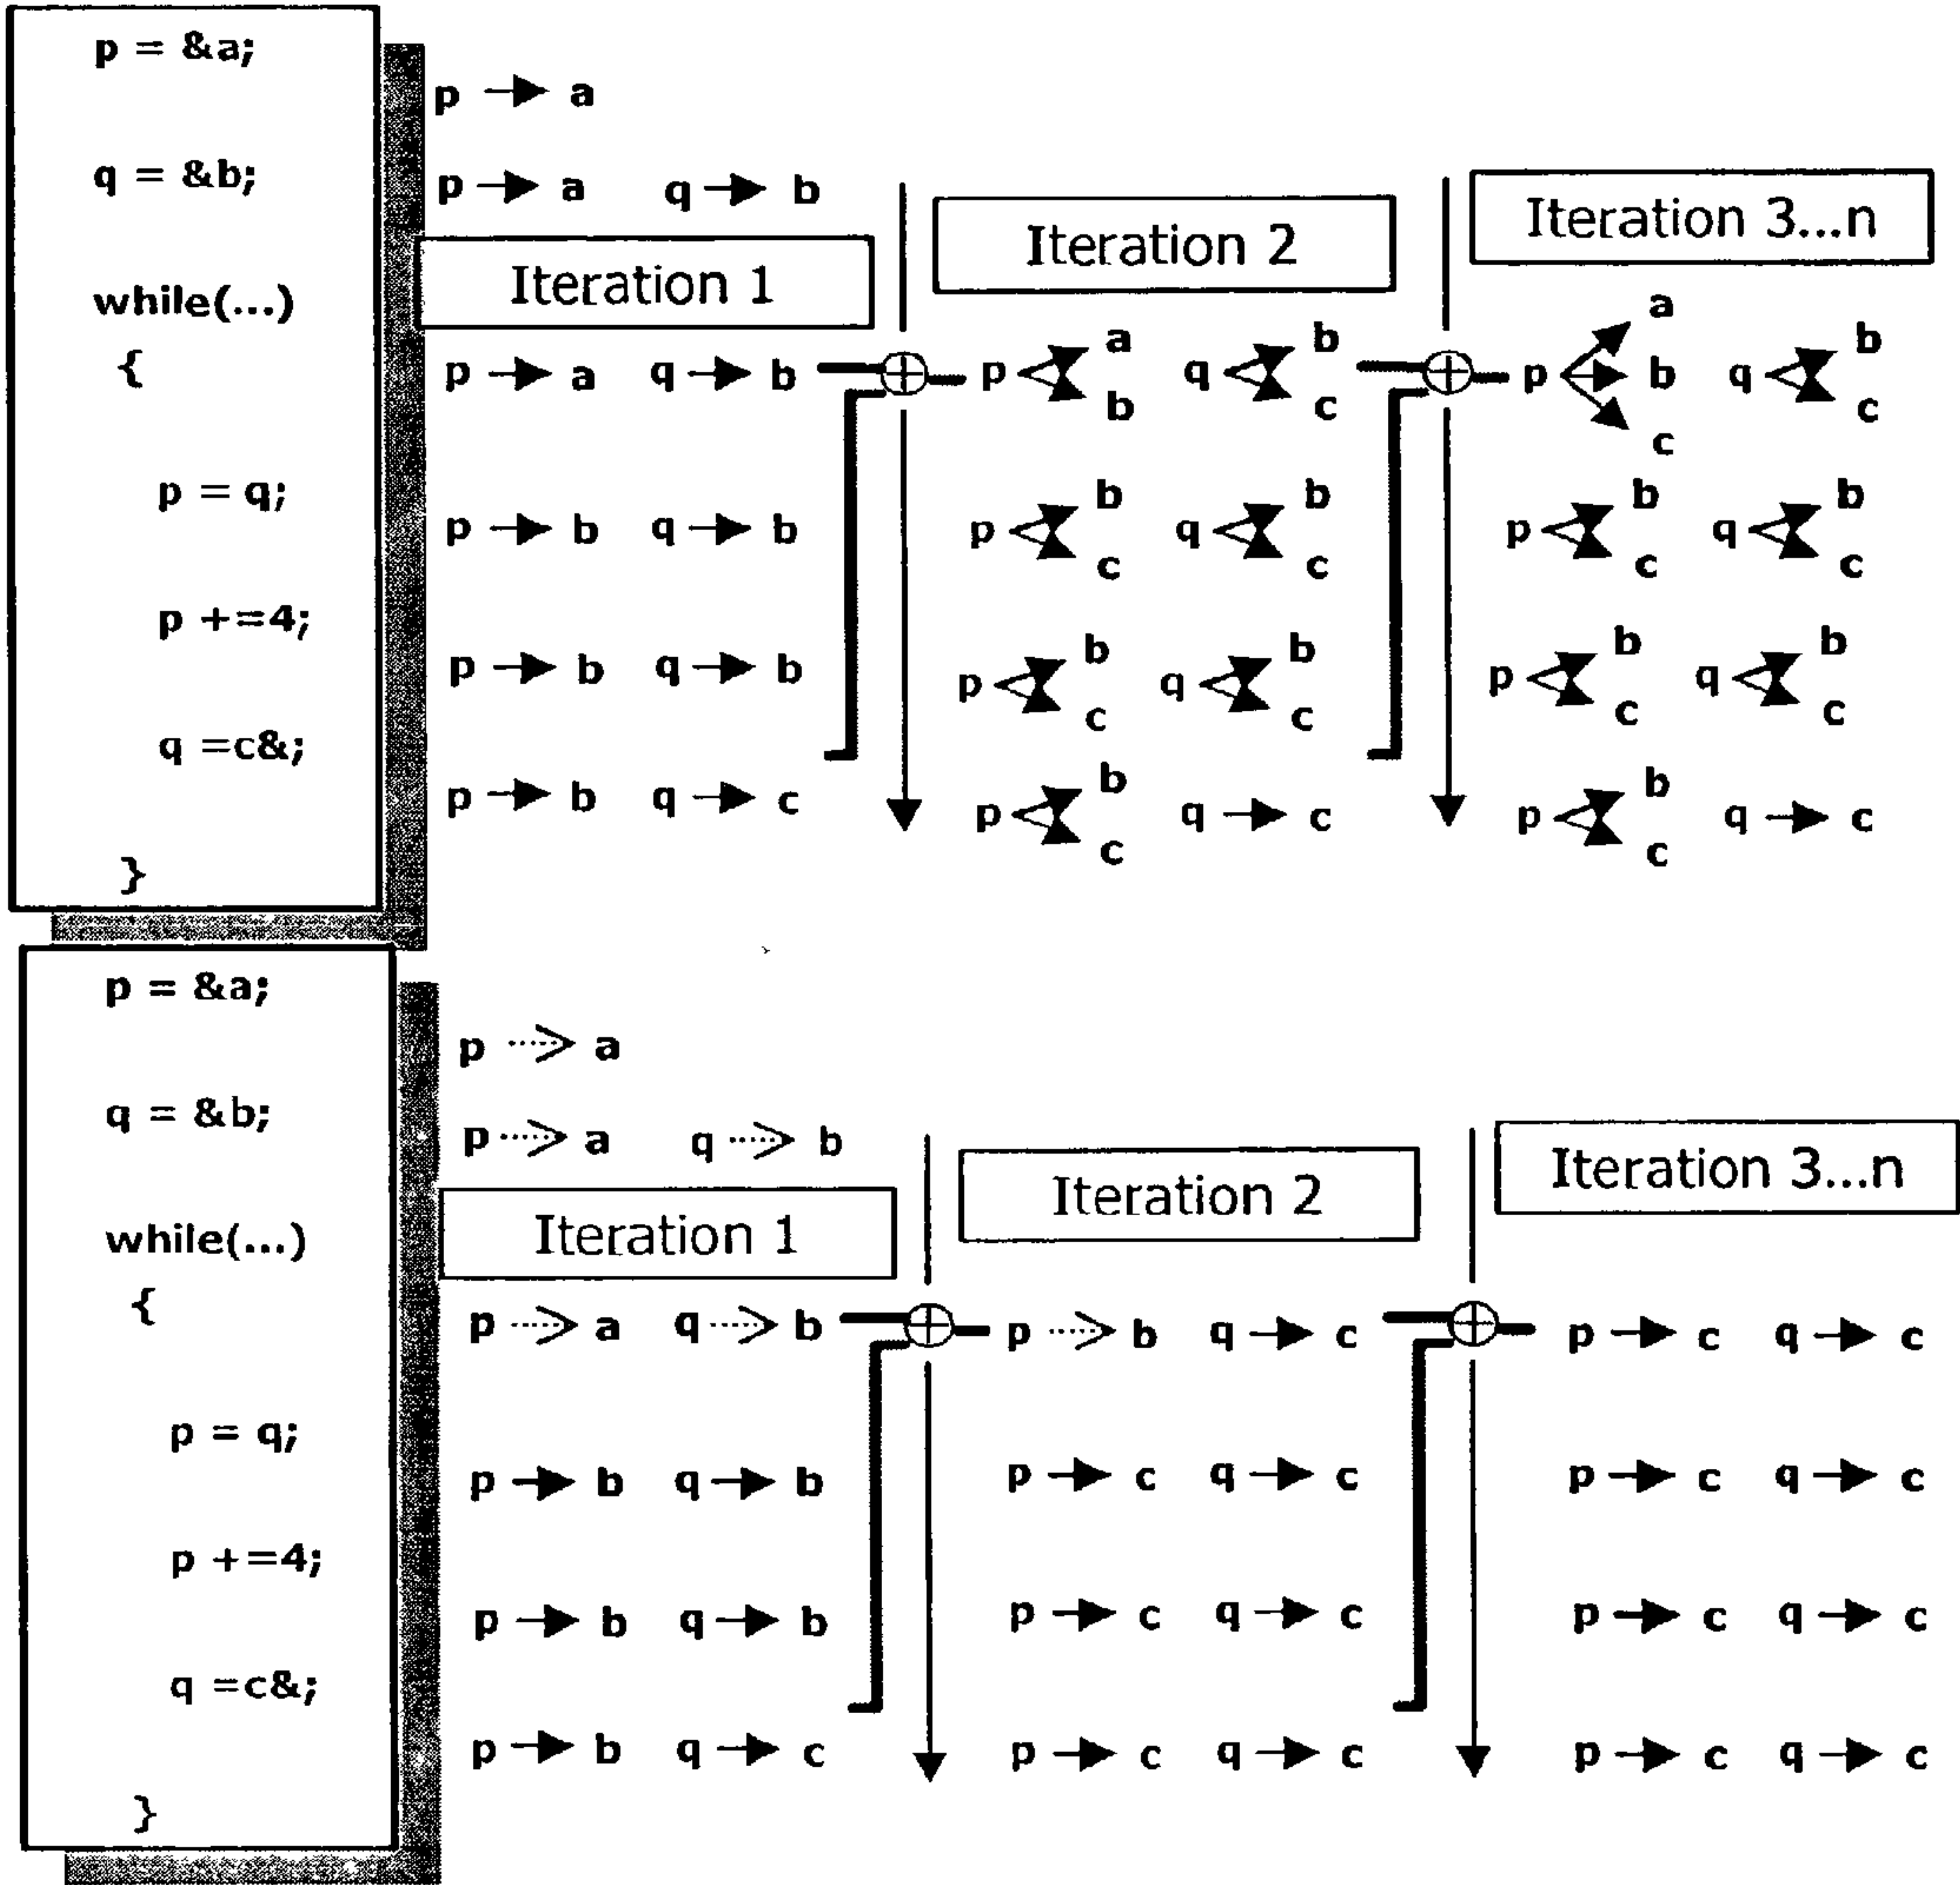 p = &a;
p → a
q = &b;
p → a q → b
Iteration 1
Iteration 2
Iteration 3...n
while(...)
{
p → a q → b
p a b q b c
p a b c q b c
p = q;
p → b q → b
p b c q b c
p b c q b c
p +=4;
p → b q → b
p b c q b c
p b c q b c
q =c&;
p → b q → c
p b c q → c
p b c q → c
}
p = &a;
p a
q = &b;
p a q b
Iteration 1
Iteration 2
Iteration 3...n
while(...)
{
p a q b
p b q → c
p → c q → c
p = q;
p → b q → b
p → c q → c
p → c q → c
p +=4;
p → b q → b
p → c q → c
p → c q → c
q =c&;
p → b q → c
p → c q → c
p → c q → c
}